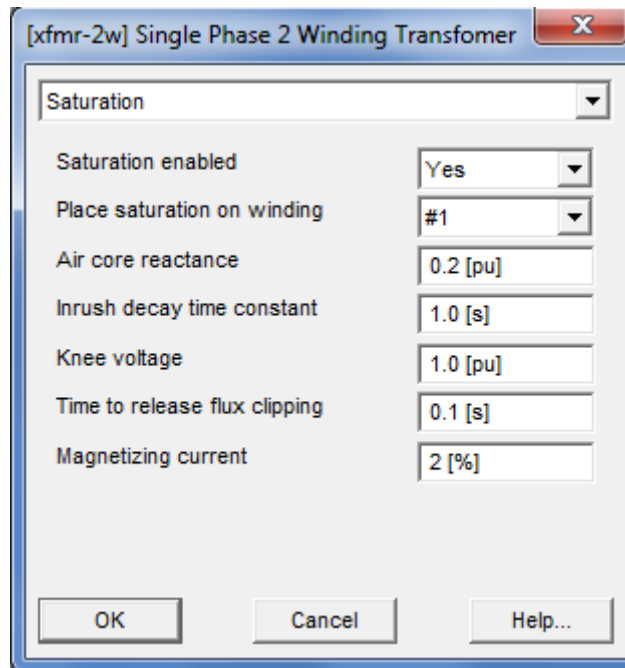 [xfmr-2w] Single Phase 2 Winding Transfomer
Saturation
Saturation enabled Yes
Place saturation on winding #1
Air core reactance 0.2 [pu]
Inrush decay time constant 1.0 [s]
Knee voltage 1.0 [pu]
Time to release flux clipping 0.1 [s]
Magnetizing current 2 [%]
OK Cancel Help...